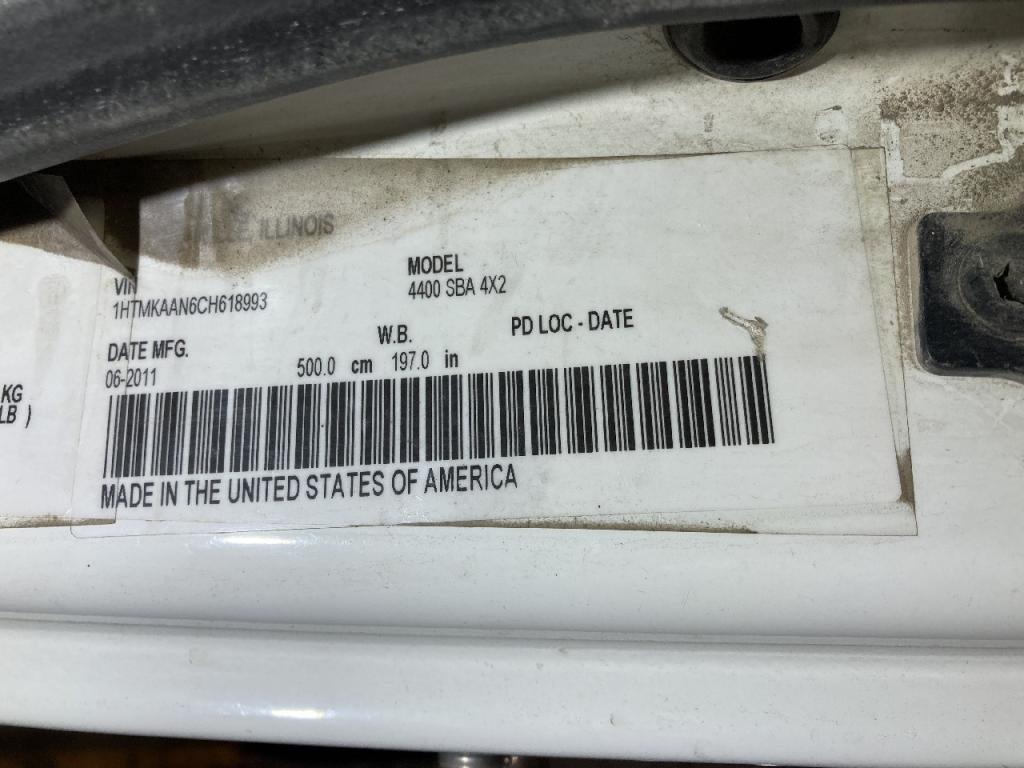 ILLINOIS
MODEL
4400 SBA 4X2
VIN
1HTMKAAN6CH618993
PD LOC - DATE
W.B.
DATE MFG.
500.0 cm 197.0 in
06-2011
KG
LB )
MADE IN THE UNITED STATES OF AMERICA